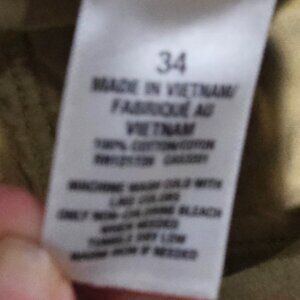 34
MADE IN VIETNAM/
FABRIQUÉ AU
VIETNAM
100% COTTON/COTON
MACHINE WASH COLD WITH
LIKE COLORS
ONLY NON-CHLORINE BLEACH
WHEN NEEDED
TUMBLE DRY LOW
WARM IRON IF NEEDED